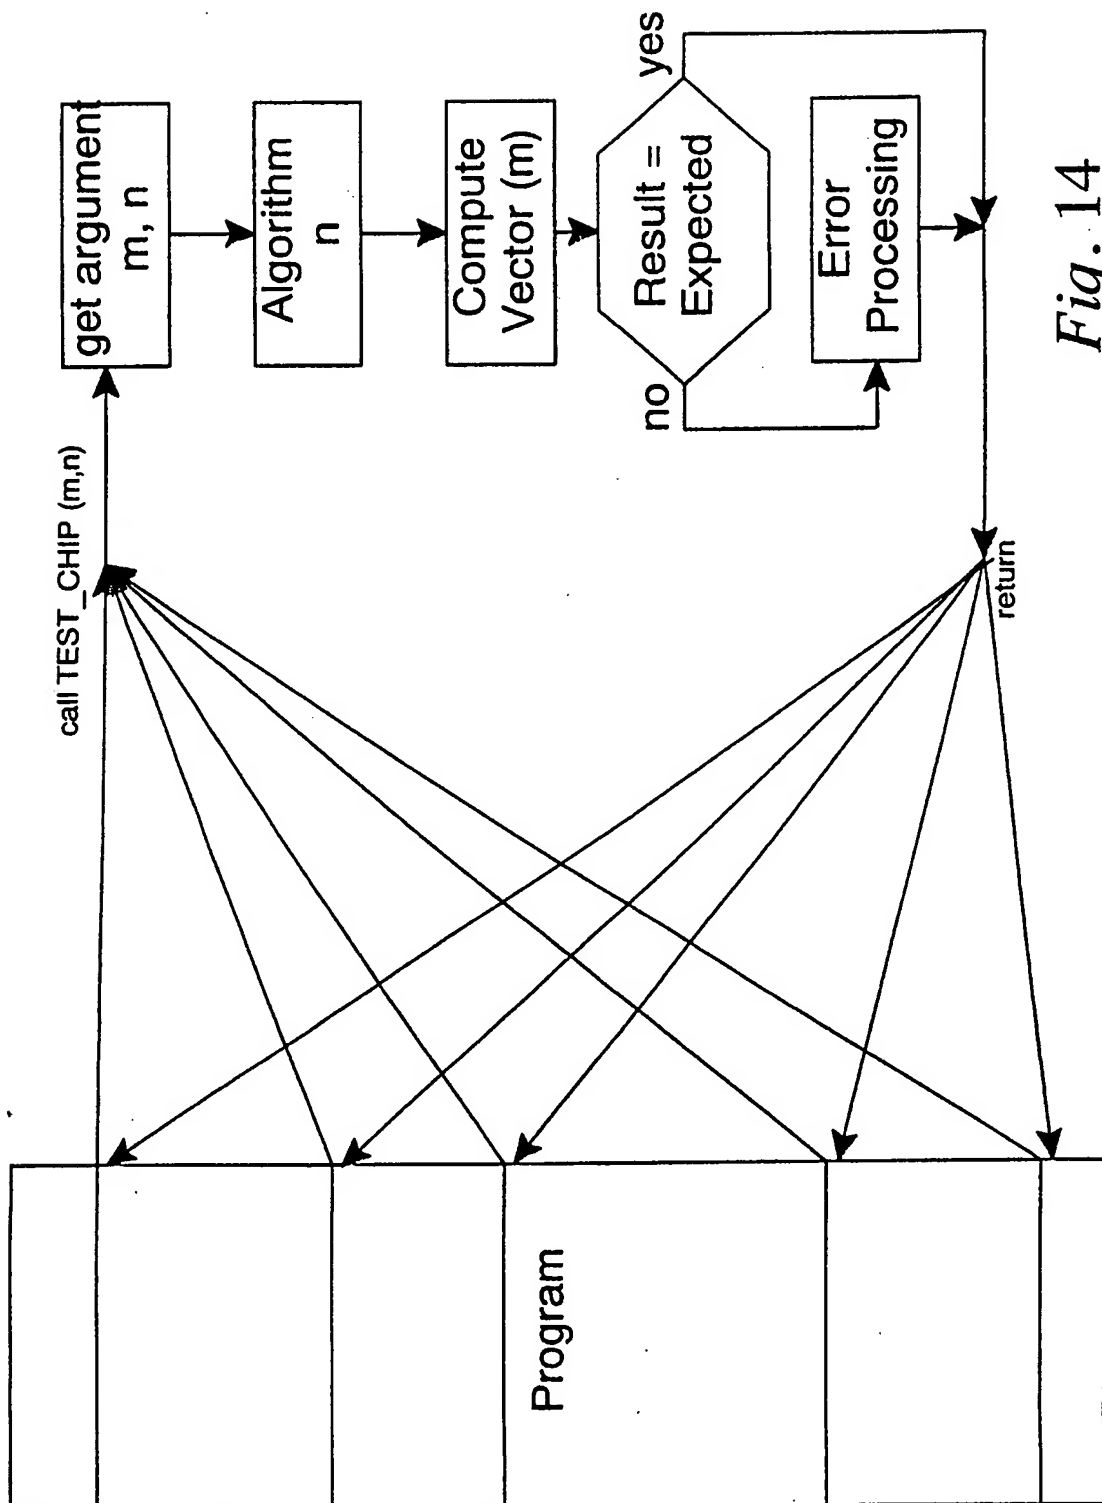 call TEST_CHIP (m,n)
get argument
m, n
Algorithm
n
Compute
Vector (m)
Result =
Expected
yes
no
Error
Processing
return
Program
Fig. 14